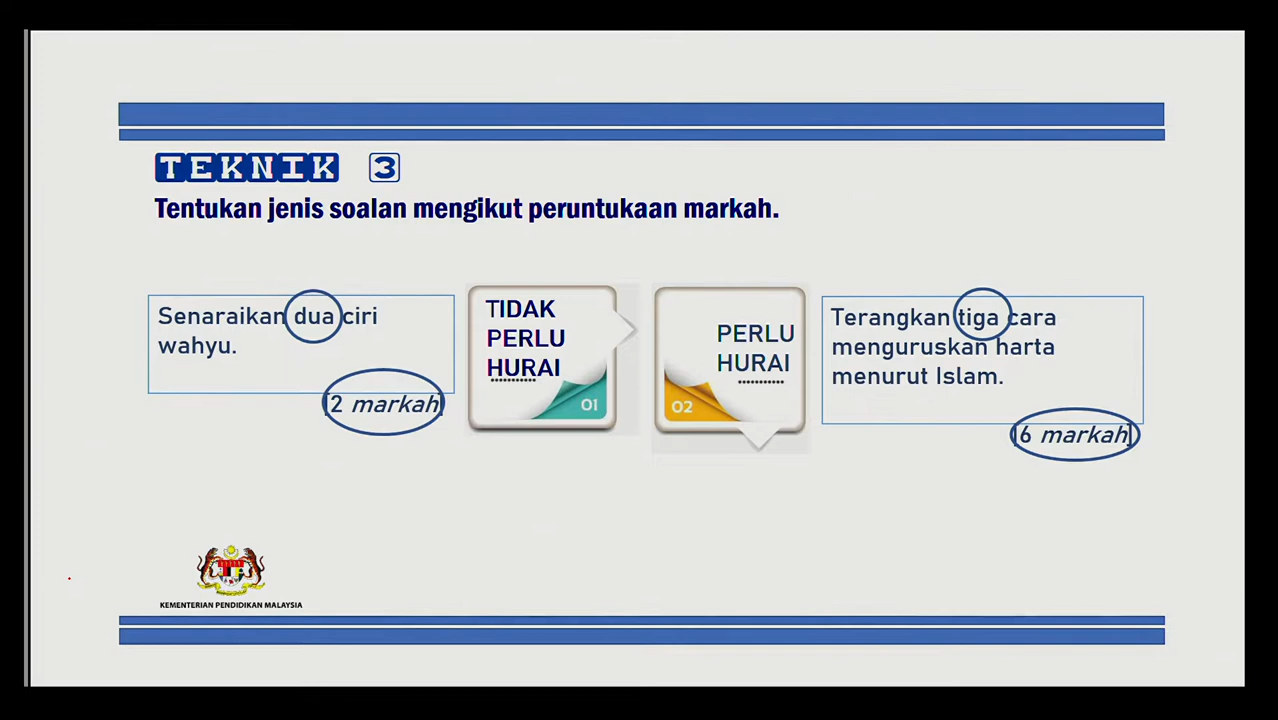 TEKNIK 3
Tentukan jenis soalan mengikut peruntukaan markah.
Senaraikan dua ciri
wahyu.
[2 markah]
TIDAK
PERLU
HURAI
01
PERLU
HURAI
02
Terangkan tiga cara
menguruskan harta
menurut Islam.
[6 markah]
KEMENTERIAN PENDIDIKAN MALAYSIA